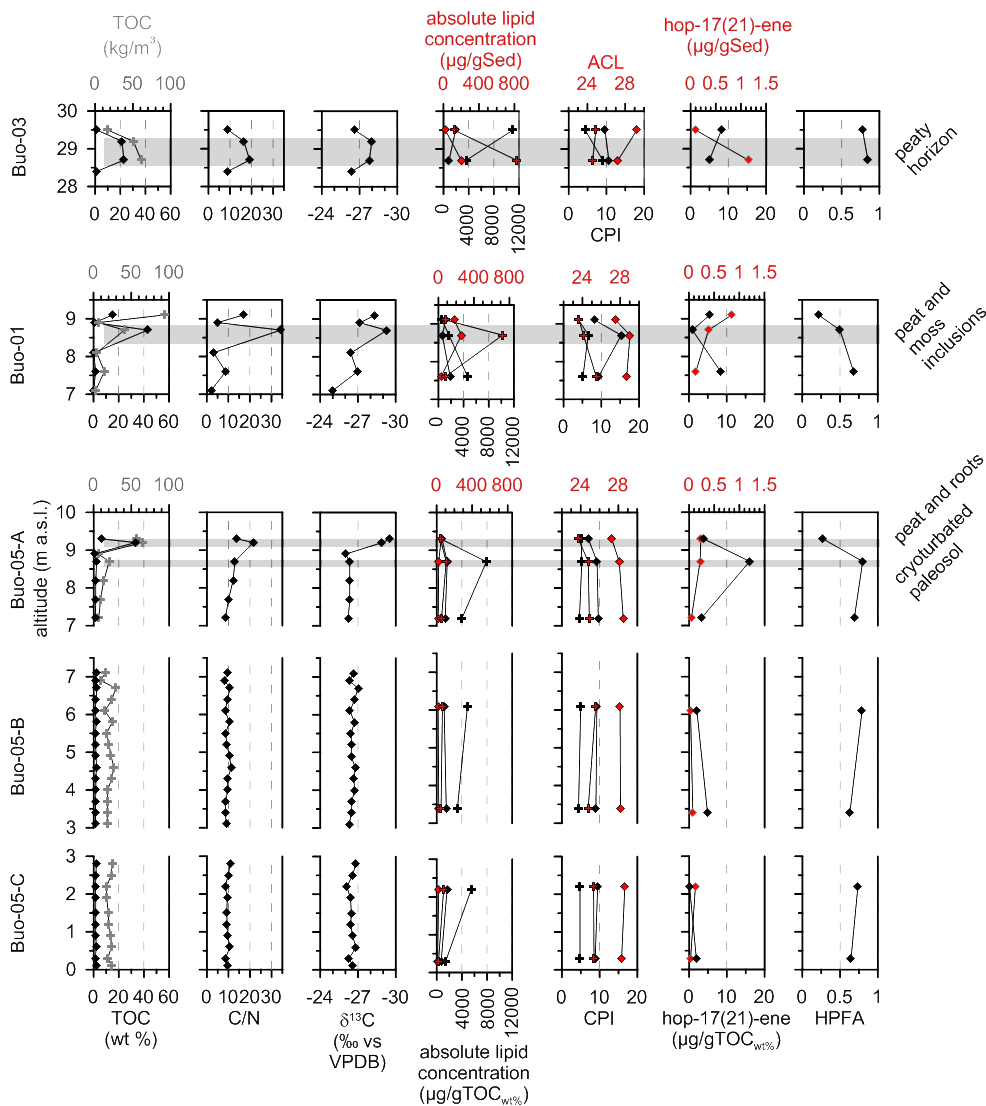 TOC
(kg/m³)
absolute lipid
concentration
(µg/gSed)
ACL
hop-17(21)-ene
(µg/gSed)
0 50 100
0 400 800
24 28
0 0.5 1 1.5
Buo-03
30
29
28
peaty
horizon
0 20 40 60
0 10 20 30
-24 -27 -30
0 4000 8000 12000
0 10 20
CPI
0 10 20
0 0.5 1
0 50 100
0 400 800
24 28
0 0.5 1 1.5
Buo-01
9
8
7
peat and
moss
inclusions
0 20 40 60
0 10 20 30
-24 -27 -30
0 4000 8000 12000
0 10 20
0 10 20
0 0.5 1
0 50 100
0 400 800
24 28
0 0.5 1 1.5
Buo-05-A
altitude (m a.s.l.)
10
9
8
7
peat and roots
cryoturbated
paleosol
Buo-05-B
7
6
5
4
3
Buo-05-C
3
2
1
0
0 20 40 60
0 10 20 30
-24 -27 -30
0 4000 8000 12000
0 10 20
0 10 20
0 0.5 1
TOC
(wt %)
C/N
δ¹³C
(‰ vs
VPDB)
absolute lipid
concentration
(µg/gTOCwt%)
CPI
hop-17(21)-ene
(µg/gTOCwt%)
HPFA